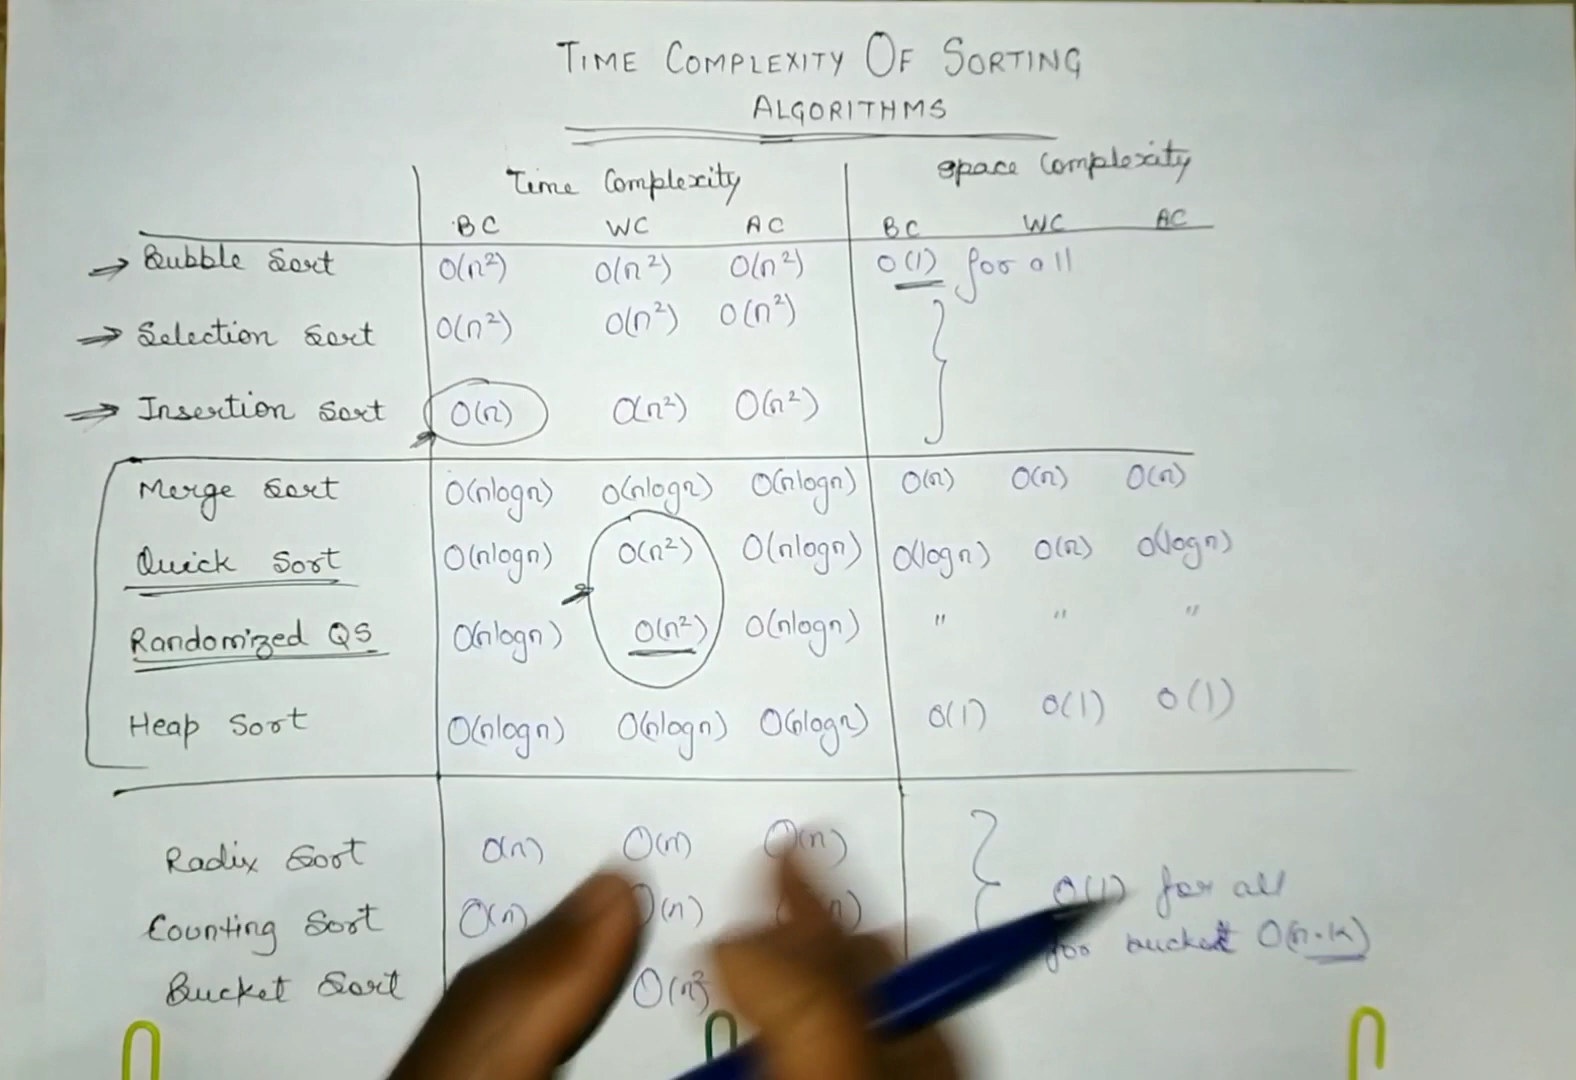 TIME COMPLEXITY OF SORTING
ALGORITHMS
Time Complexity Space Complexity
BC WC AC BC WC AC
Bubble Sort O(n²) O(n²) O(n²) O(1) for all
Selection Sort O(n²) O(n²) O(n²)
Insertion Sort O(n) O(n²) O(n²)
Merge Sort O(nlogn) O(nlogn) O(nlogn) O(n) O(n) O(n)
Quick Sort O(nlogn) O(n²) O(nlogn) O(logn) O(n) O(logn)
Randomized QS O(nlogn) O(n²) O(nlogn) " " "
Heap Sort O(nlogn) O(nlogn) O(nlogn) O(1) O(1) O(1)
Radix Sort O(n) O(n) O(n)
O(1) for all
Counting Sort O(n) O(n)
for bucket O(n·k)
Bucket Sort O(n²